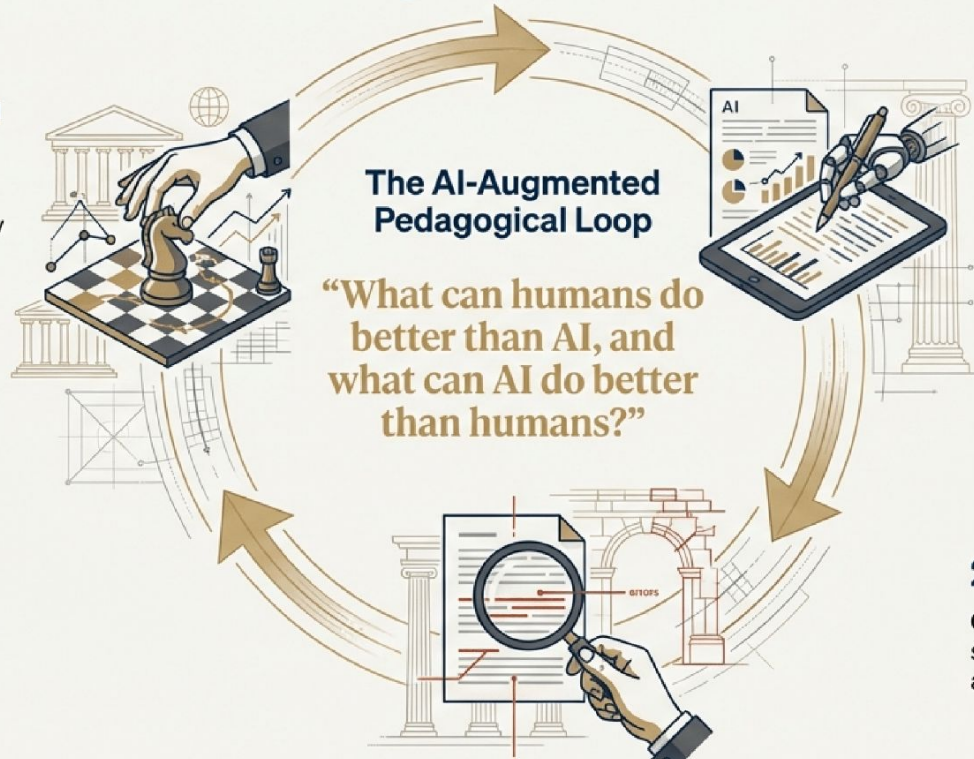 AI
The AI-Augmented
Pedagogical Loop
“What can humans do
better than AI, and
what can AI do better
than humans?”
errors